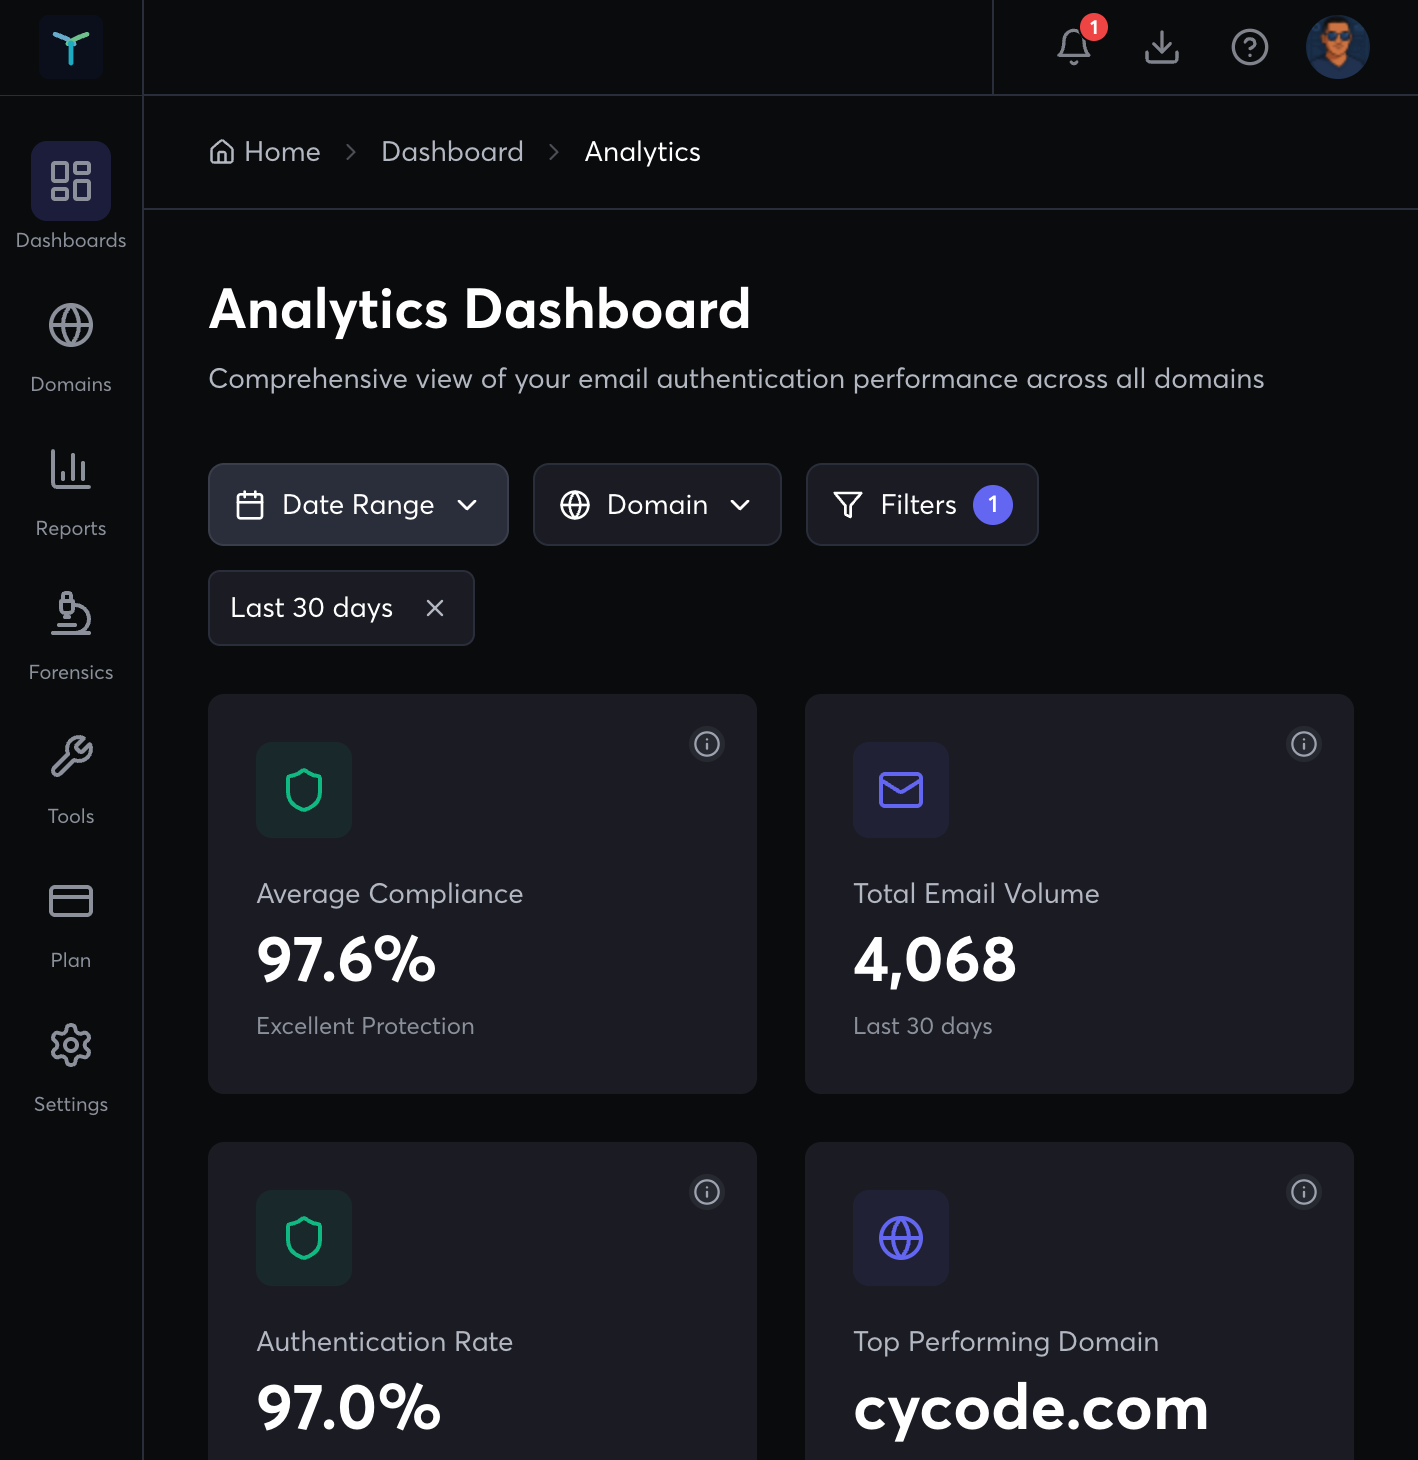 1
Home Dashboard Analytics
Dashboards
Domains
Reports
Forensics
Tools
Plan
Settings
Analytics Dashboard
Comprehensive view of your email authentication performance across all domains
Date Range Domain Filters 1
Last 30 days
Average Compliance
97.6%
Excellent Protection
Total Email Volume
4,068
Last 30 days
Authentication Rate
97.0%
Top Performing Domain
cycode.com